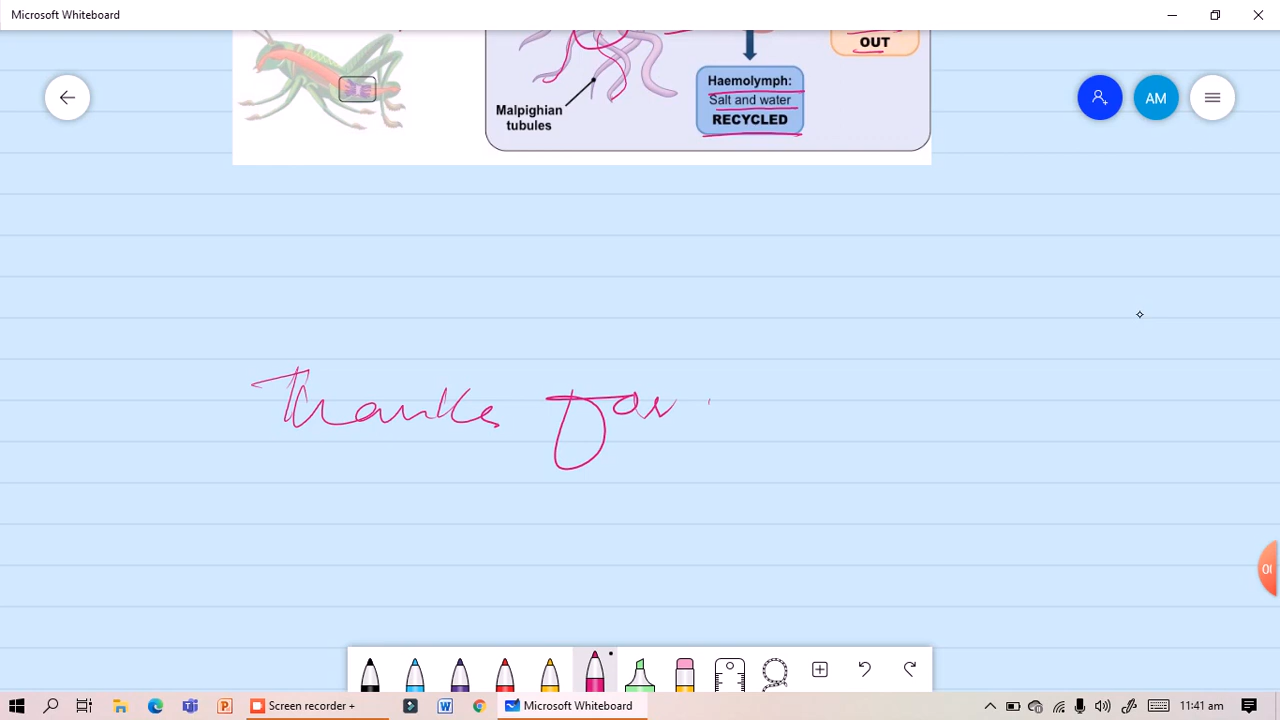 Microsoft Whiteboard
OUT
Haemolymph:
Salt and water
RECYCLED
Malpighian
tubules
AM
Thanks for
Screen recorder +
Microsoft Whiteboard
11:41 am